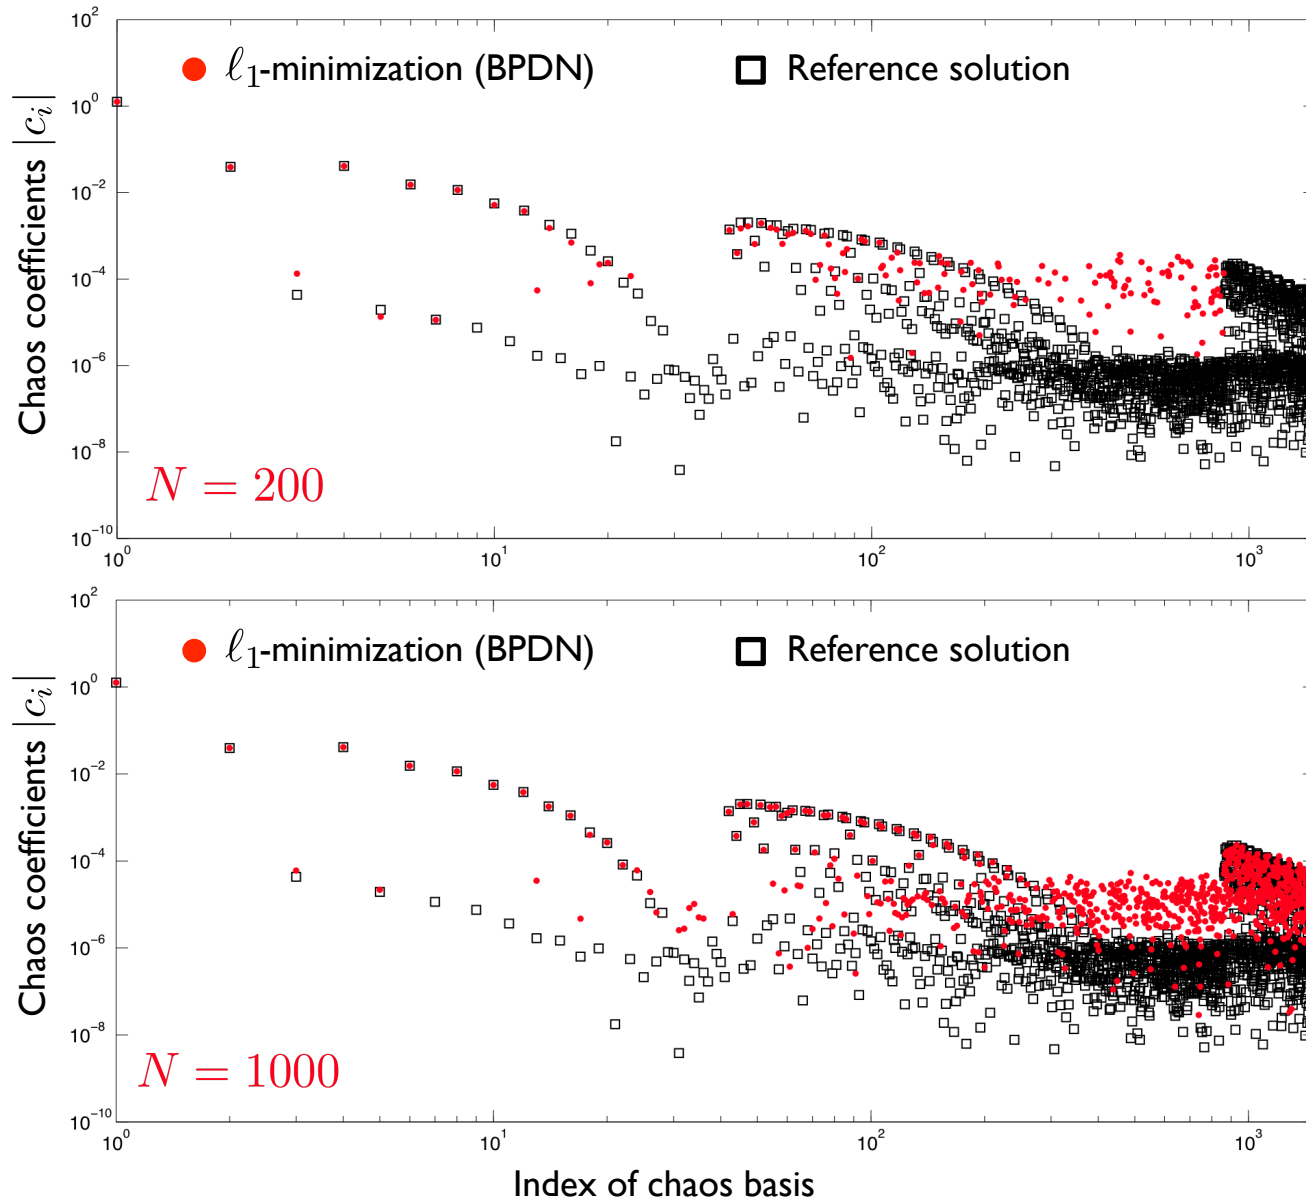 10^2
ℓ_1-minimization (BPDN)   Reference solution
10^0
10^-2
10^-4
10^-6
10^-8
10^-10
Chaos coefficients |c_i|
N = 200
10^0 10^1 10^2 10^3
10^2
ℓ_1-minimization (BPDN)   Reference solution
10^0
10^-2
10^-4
10^-6
10^-8
10^-10
Chaos coefficients |c_i|
N = 1000
10^0 10^1 10^2 10^3
Index of chaos basis